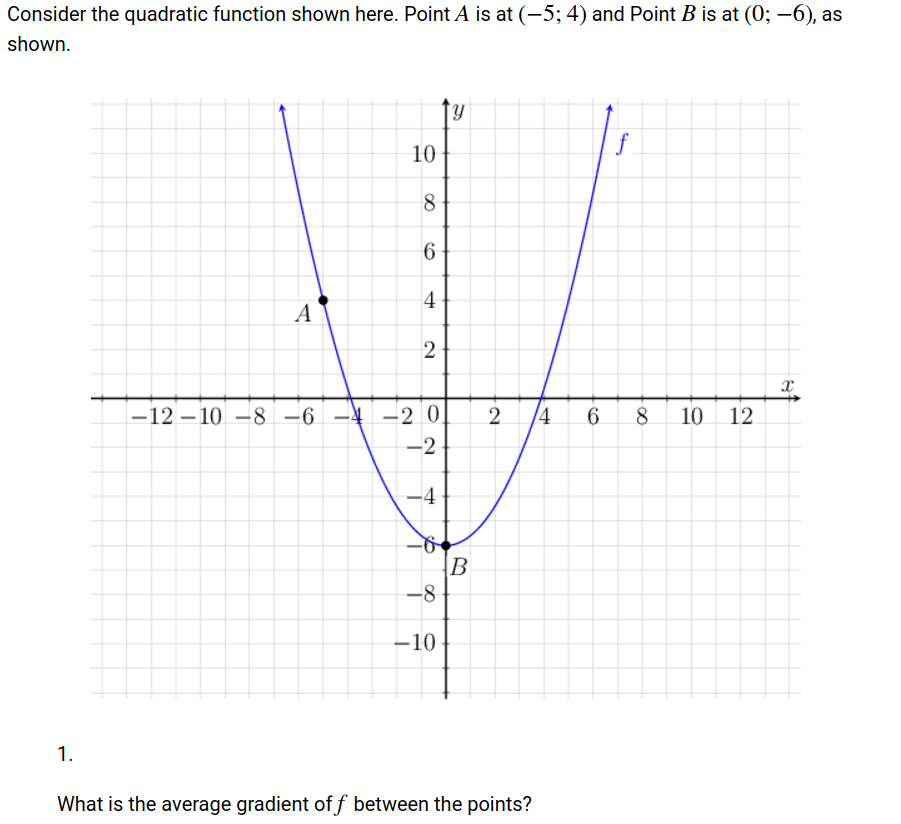 Consider the quadratic function shown here. Point A is at (−5; 4) and Point B is at (0; −6), as
shown.
y
f
10
8
6
A
4
2
x
−12 −10 −8 −6 −4 −2 0 2 4 6 8 10 12
−2
−4
−6
B
−8
−10
1.
What is the average gradient of f between the points?